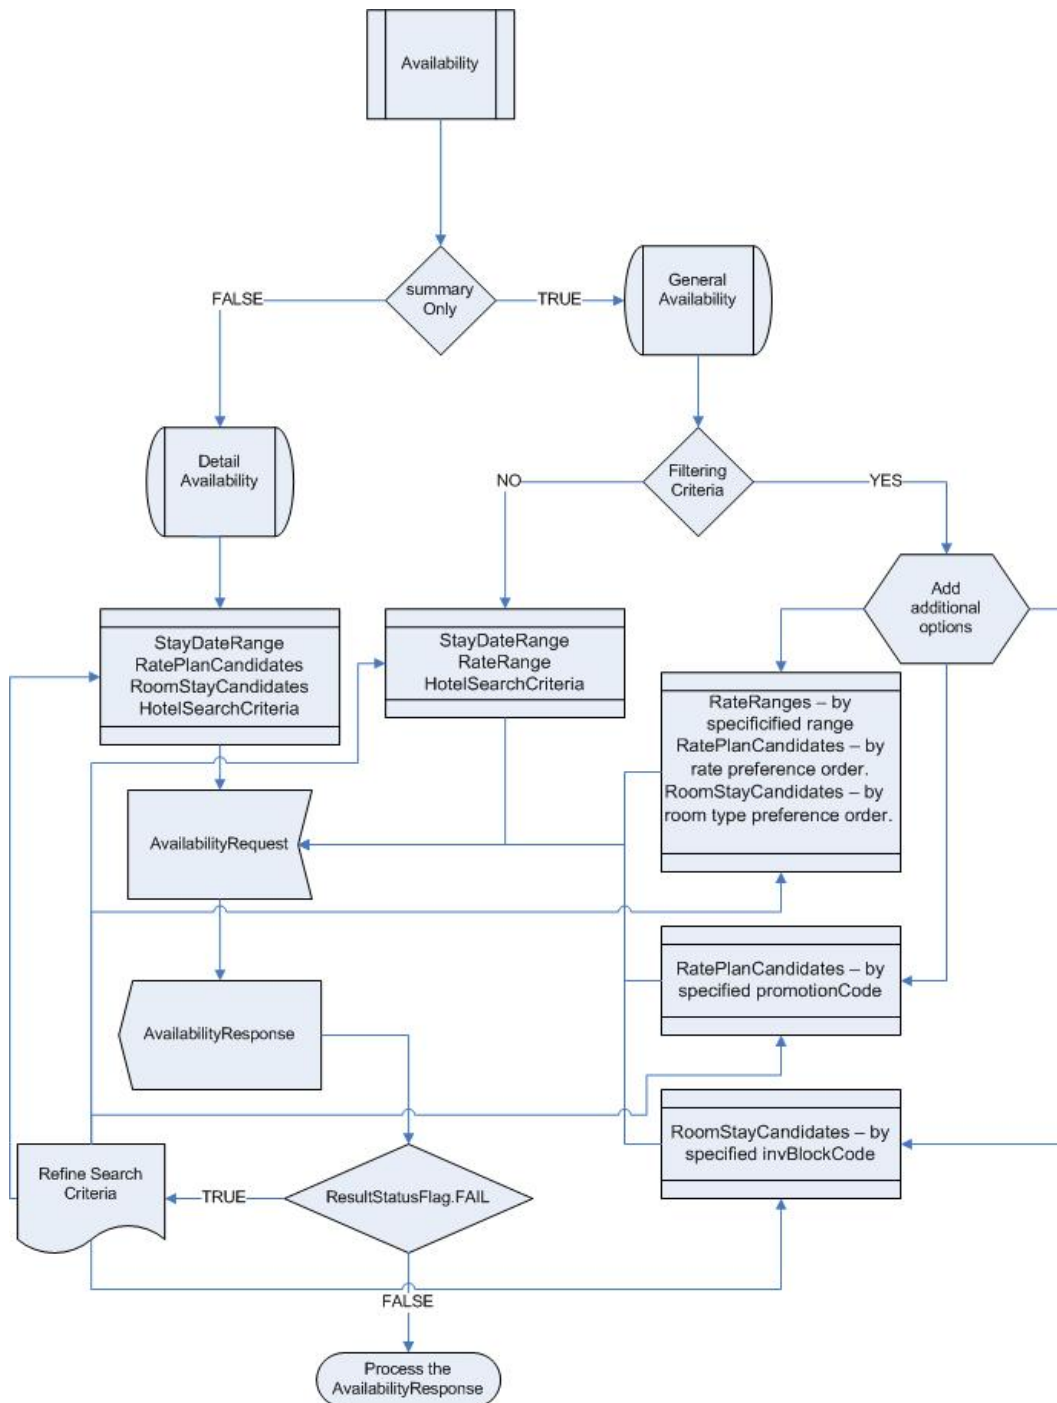 Availability
summary
Only
FALSE
TRUE
General
Availability
Detail
Availability
Filtering
Criteria
NO
YES
Add
additional
options
StayDateRange
RatePlanCandidates
RoomStayCandidates
HotelSearchCriteria
StayDateRange
RateRange
HotelSearchCriteria
RateRanges – by
specificified range
RatePlanCandidates – by
rate preference order.
RoomStayCandidates – by
room type preference order.
AvailabilityRequest
RatePlanCandidates – by
specified promotionCode
AvailabilityResponse
RoomStayCandidates – by
specified invBlockCode
Refine Search
Criteria
TRUE
ResultStatusFlag.FAIL
FALSE
Process the
AvailabilityResponse